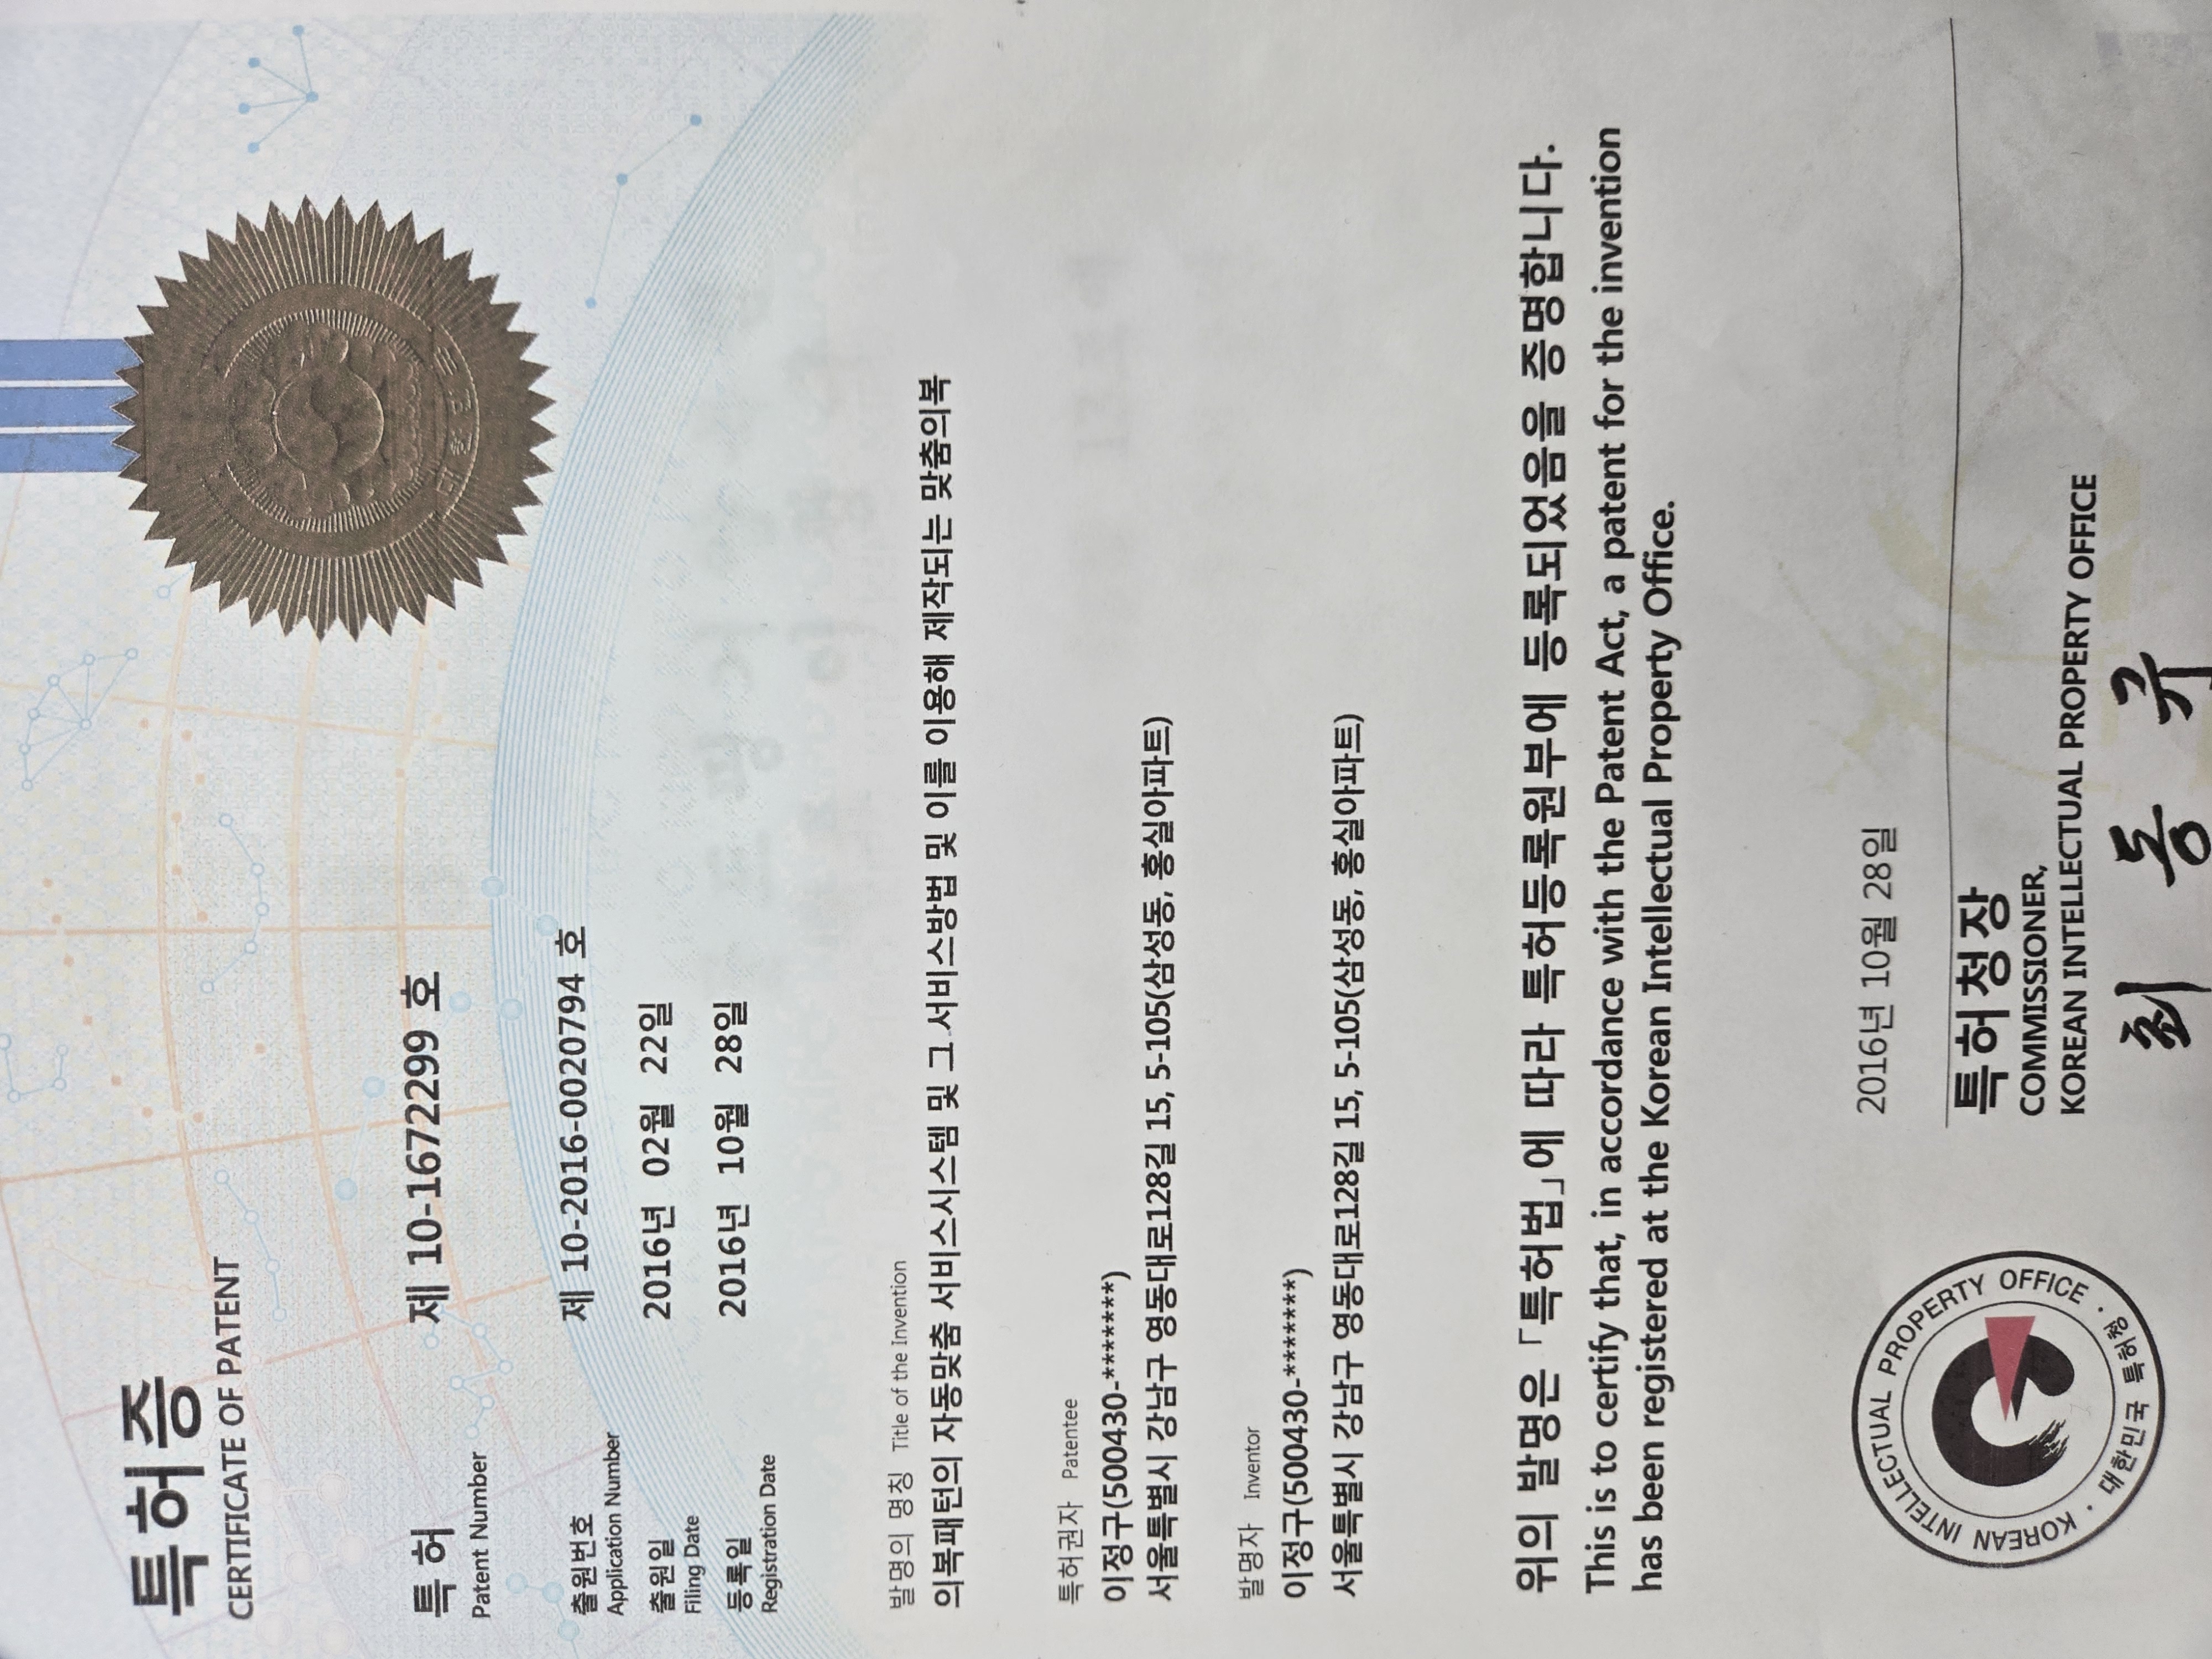 특허증
CERTIFICATE OF PATENT
대한민국
특허 제 10-1672299 호
Patent Number
출원번호 제 10-2016-0020794 호
Application Number
출원일 2016년 02월 22일
Filing Date
등록일 2016년 10월 28일
Registration Date
발명의 명칭 Title of the Invention
의복패턴의 자동맞춤 서비스시스템 및 그 서비스방법 및 이를 이용해 제작되는 맞춤의복
특허권자 Patentee
이정구(500430-*******)
서울특별시 강남구 영동대로128길 15, 5-105(삼성동, 홍실아파트)
발명자 Inventor
이정구(500430-*******)
서울특별시 강남구 영동대로128길 15, 5-105(삼성동, 홍실아파트)
위의 발명은 「특허법」에 따라 특허등록원부에 등록되었음을 증명합니다.
This is to certify that, in accordance with the Patent Act, a patent for the invention
has been registered at the Korean Intellectual Property Office.
2016년 10월 28일
특허청장
COMMISSIONER,
KOREAN INTELLECTUAL PROPERTY OFFICE
최동규
KOREAN INTELLECTUAL PROPERTY OFFICE · 대한민국 특허청 ·